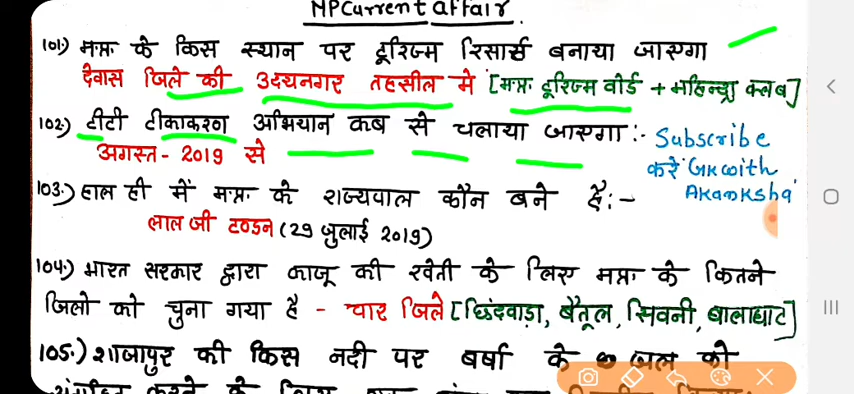 MPCurrent affair.
101.) म.प्र. के किस स्थान पर टूरिज्म रिसार्ट बनाया जाएगा
देवास जिले की उदयनगर तहसील में [म.प्र. टूरिज्म बोर्ड + महिन्द्रा क्लब]
102.) टीटी टीकाकरण अभियान कब से चलाया जाएगा:-
अगस्त - 2019 से
Subscribe
करें GK with
Akanksha
103.) हाल ही में म.प्र. के राज्यपाल कौन बने है:-
लाल जी टण्डन (29 जुलाई 2019)
104.) भारत सरकार द्वारा काजू की खेती के लिए म.प्र. के कितने
जिलो को चुना गया है - चार जिले [छिंदवाड़ा, बैतूल, सिवनी, बालाघाट]
105.) शाजापुर की किस नदी पर बर्षा के जल को